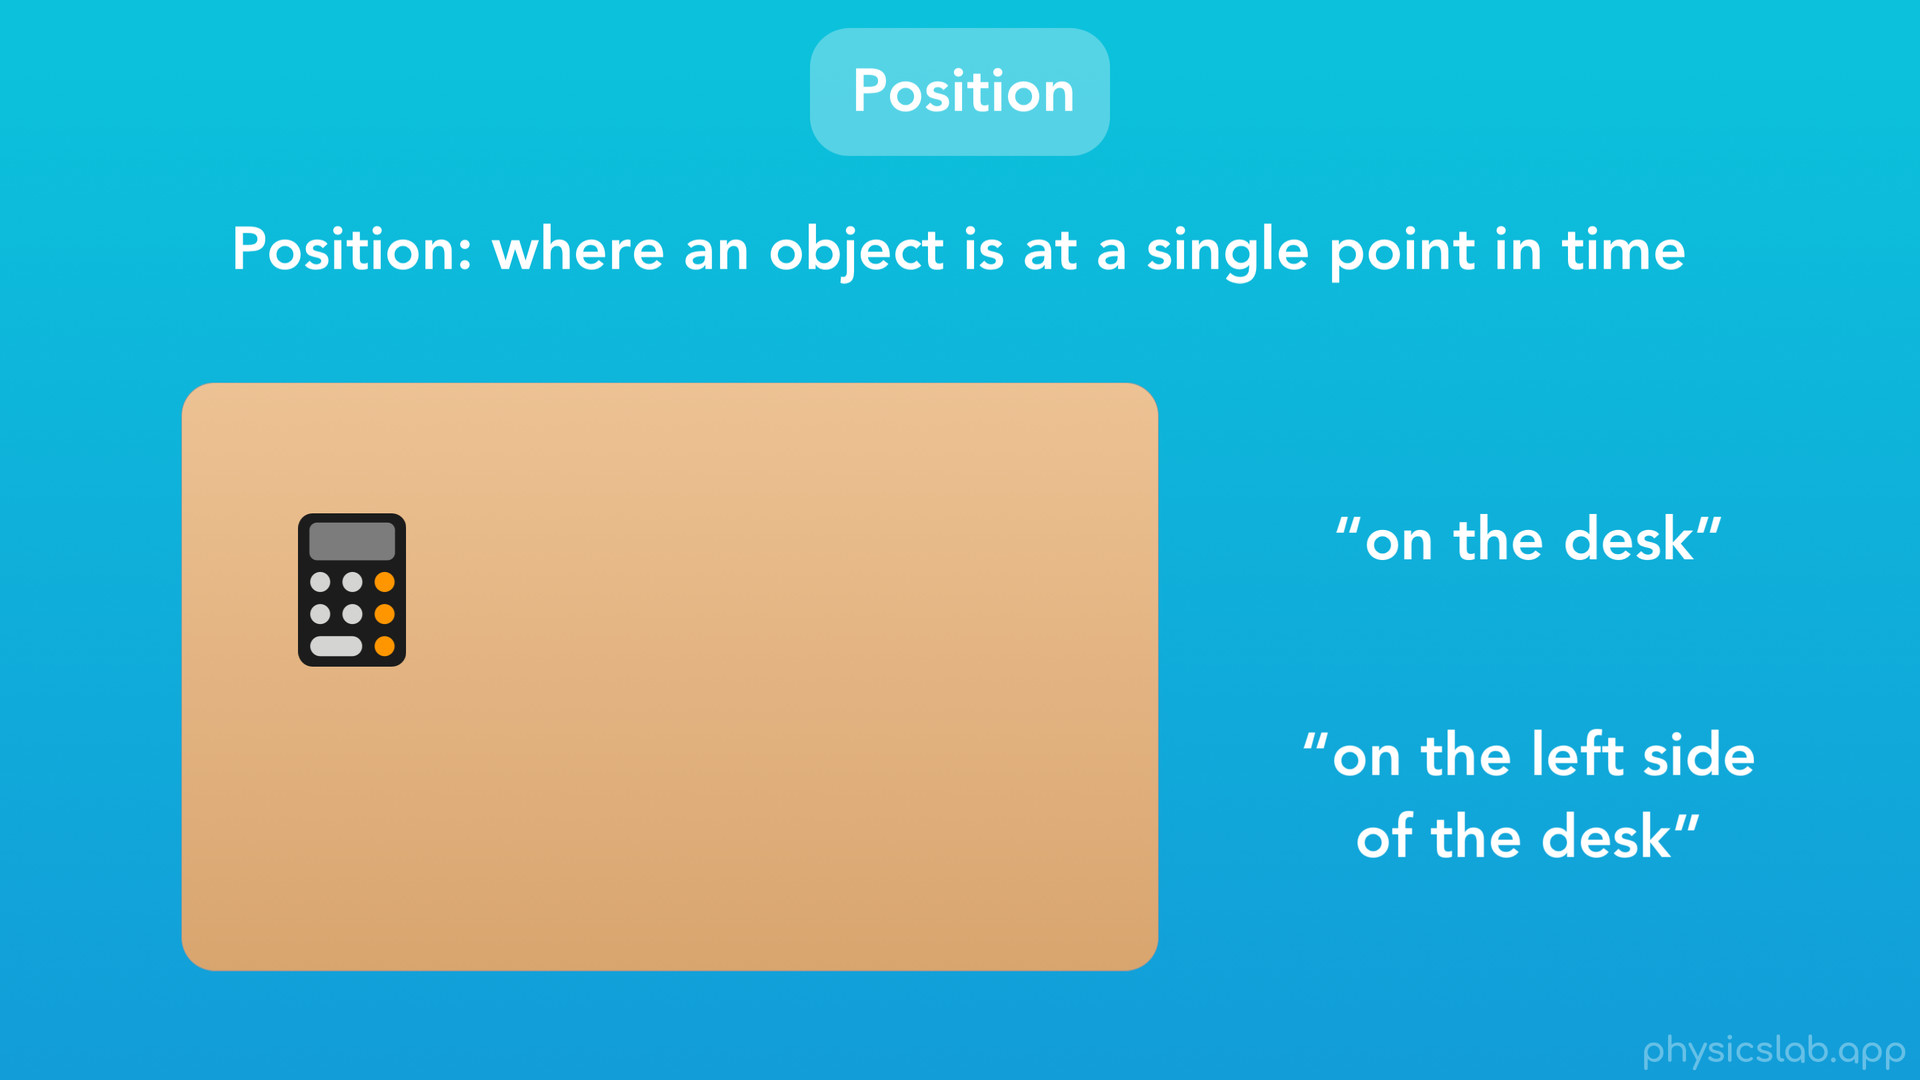 Position
Position: where an object is at a single point in time
“on the desk”
“on the left side
of the desk”
physicslab.app